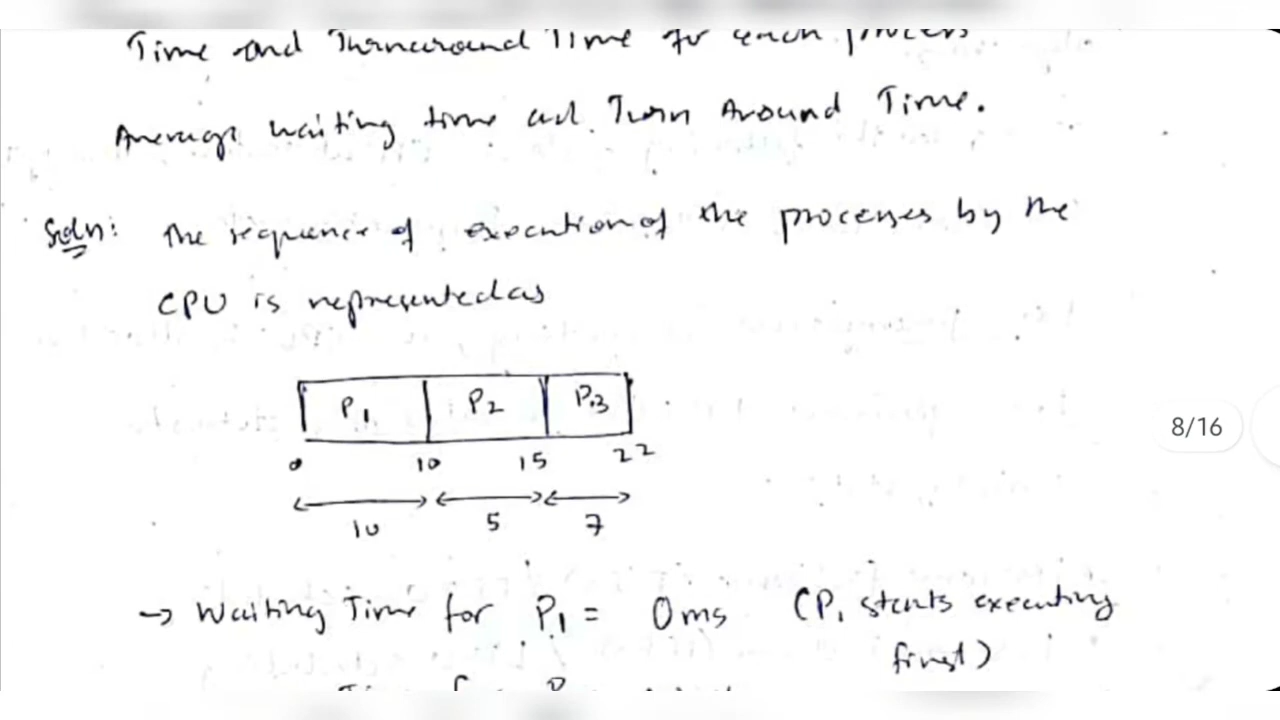 Time and Turnaround Time for each process
Average waiting time and Turn Around Time.
Soln: The sequence of execution of the processes by the
CPU is represented as
P1 P2 P3
0 10 15 22
10 5 7
→ Waiting Time for P1 = 0ms (P1 starts executing
first)
8/16